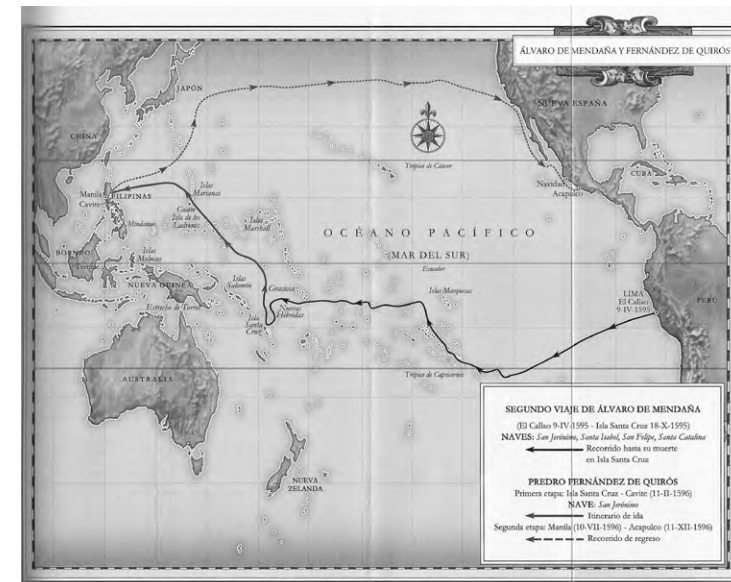 ÁLVARO DE MENDAÑA Y FERNÁNDEZ DE QUIRÓS
JAPÓN
NUEVA ESPAÑA
CHINA
Trópico de Cáncer
CUBA
Manila
Cavite
FILIPINAS
Islas
Marianas
Navidad
Acapulco
Guam
Isla de los
Ladrones
Islas
Marshall
Mindanao
OCÉANO PACÍFICO
(MAR DEL SUR)
Ecuador
BORNEO
Islas
Molucas
NUEVA GUINEA
Islas
Salomón
Graciosa
Islas Marquesas
LIMA
El Callao
9-IV-1595
PERÚ
Estrecho de Torres
Isla
Santa
Cruz
Nuevas
Hébridas
AUSTRALIA
Trópico de Capricornio
NUEVA
ZELANDA
SEGUNDO VIAJE DE ÁLVARO DE MENDAÑA
(El Callao 9-IV-1595 - Isla Santa Cruz 18-X-1595)
NAVES: San Jerónimo, Santa Isabel, San Felipe, Santa Catalina
Recorrido hasta su muerte
en Isla Santa Cruz
PREDRO FERNÁNDEZ DE QUIRÓS
Primera etapa: Isla Santa Cruz - Cavite (11-II-1596)
NAVE: San Jerónimo
Itinerario de ida
Segunda etapa: Manila (10-VII-1596) - Acapulco (11-XII-1596)
Recorrido de regreso